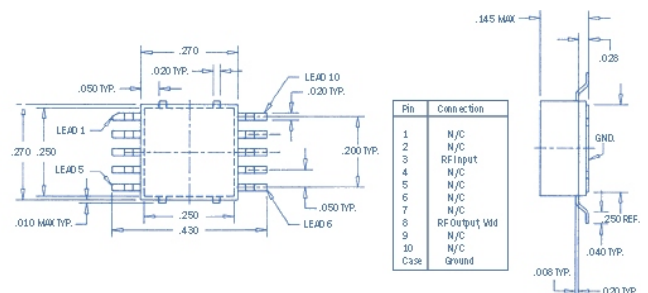 .145 MAX
.270
.028
.020 TYP.
LEAD 10
.050 TYP.
.020 TYP.
Pin Connection
LEAD 1
1 N/C
2 N/C
.270 .250
.200 TYP.
3 RF Input
GND.
4 N/C
LEAD 5
5 N/C
6 N/C
7 N/C
.050 TYP.
8 RF Output, Vdd
.250 REF.
.010 MAX TYP.
.250
LEAD 6
9 N/C
.430
10 N/C
.040 TYP.
Case Ground
.008 TYP.
.020 TYP.